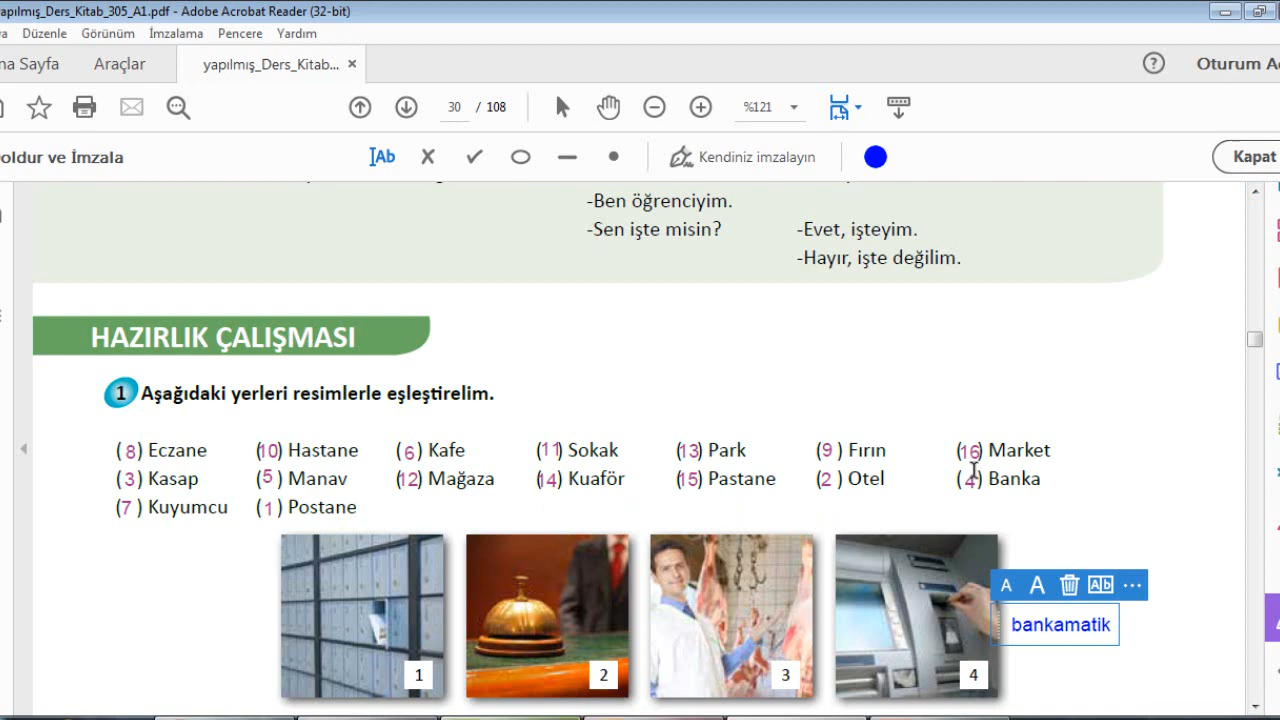 yapılmış_Ders_Kitab_305_A1.pdf - Adobe Acrobat Reader (32-bit)
Düzenle Görünüm İmzalama Pencere Yardım
Sayfa Araçlar yapılmış_Ders_Kitab... × ? Oturum
30 / 108 %121
ve İmzala Ab Kendiniz imzalayın Kapat
-Ben öğrenciyim.
-Sen işte misin? -Evet, işteyim.
-Hayır, işte değilim.
HAZIRLIK ÇALIŞMASI
1 Aşağıdaki yerleri resimlerle eşleştirelim.
(8) Eczane (10) Hastane (6) Kafe (11) Sokak (13) Park (9) Fırın (16) Market
(3) Kasap (5) Manav (12) Mağaza (14) Kuaför (15) Pastane (2) Otel (4) Banka
(7) Kuyumcu (1) Postane
A A Ab ...
bankamatik
1 2 3 4